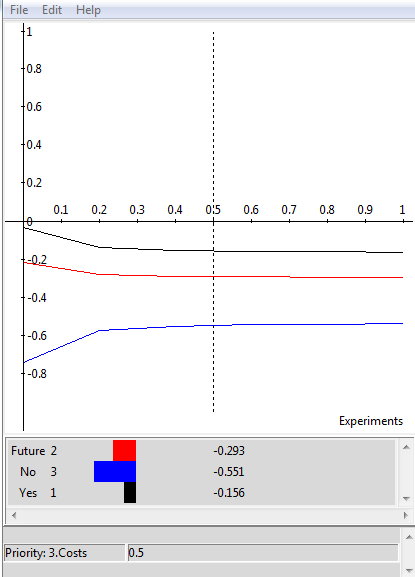 File Edit Help
1
0.8
0.6
0.4
0.2
0.1 0.2 0.3 0.4 0.5 0.6 0.7 0.8 0.9 1
0
-0.2
-0.4
-0.6
-0.8
Experiments
Future 2 -0.293
No 3 -0.551
Yes 1 -0.156
Priority: 3.Costs 0.5